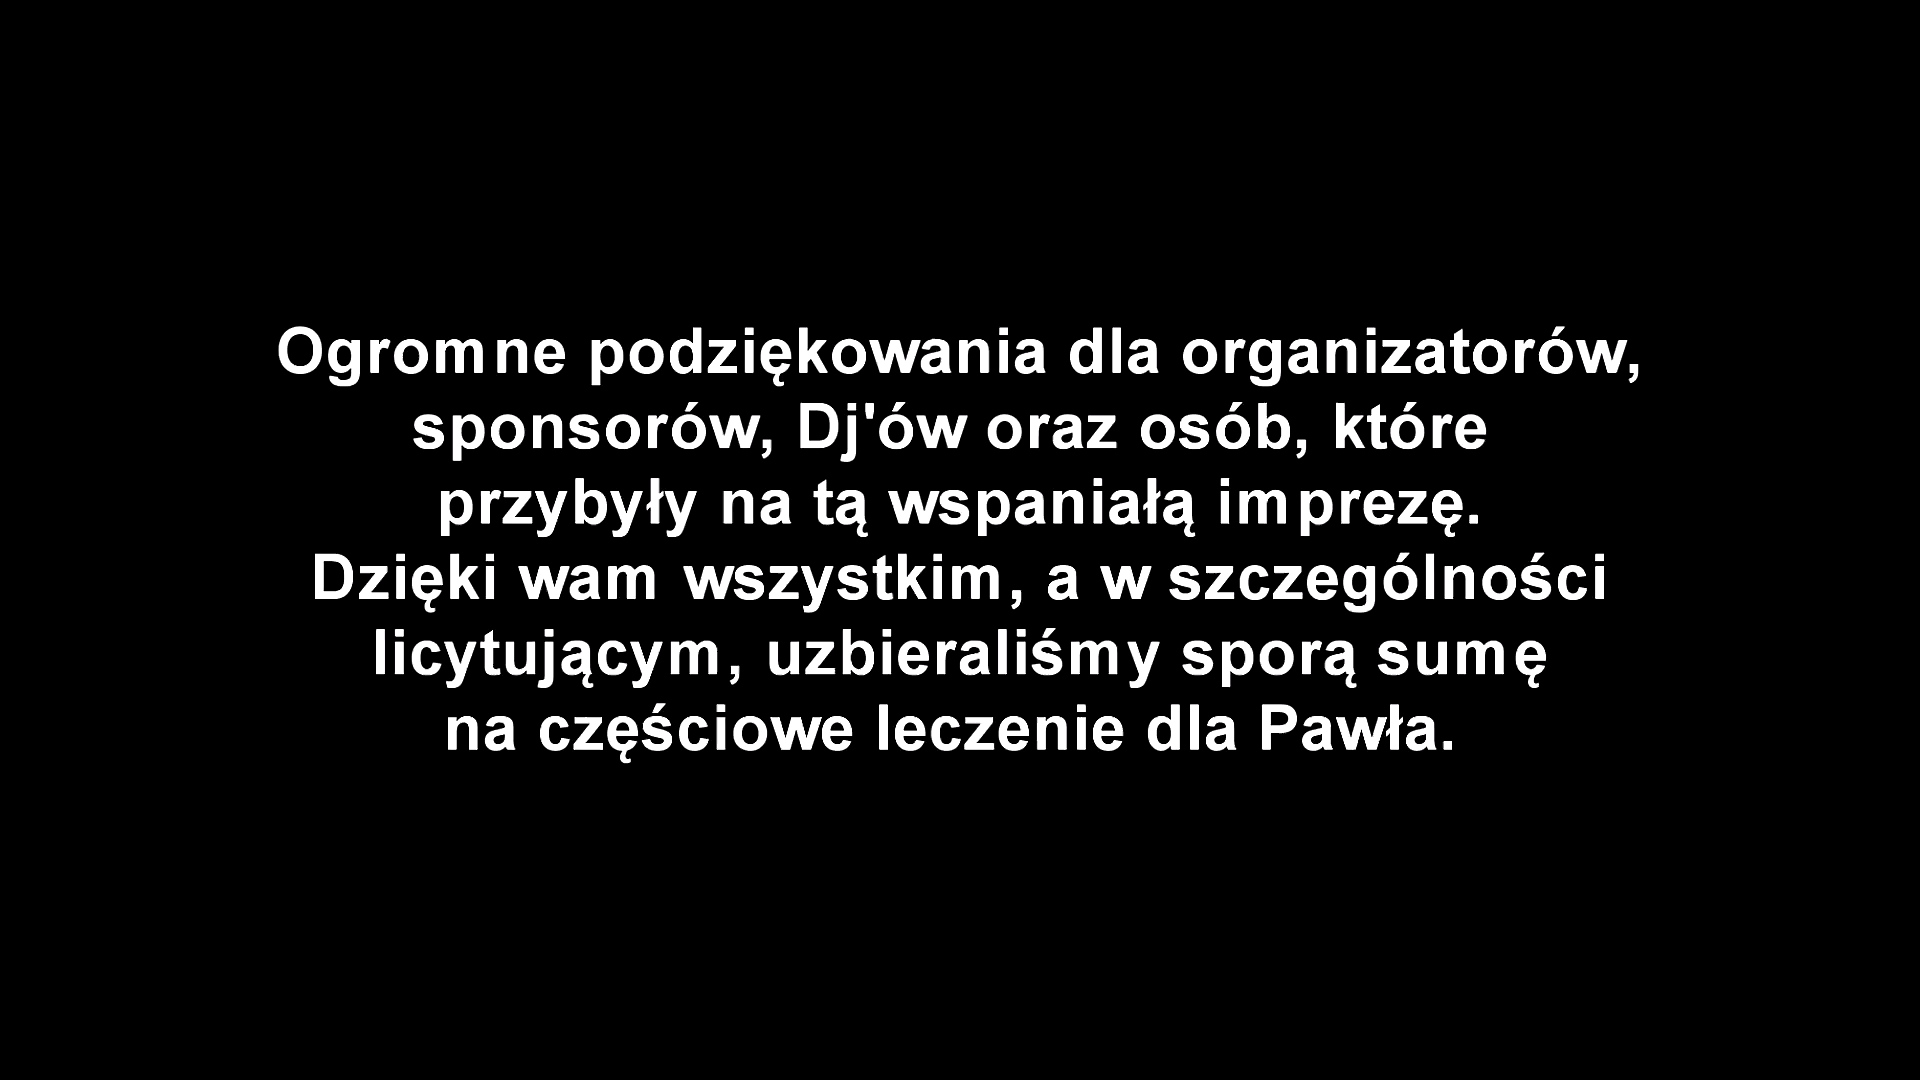 Ogromne podziękowania dla organizatorów,
sponsorów, Dj'ów oraz osób, które
przybyły na tą wspaniałą imprezę.
Dzięki wam wszystkim, a w szczególności
licytującym, uzbieraliśmy sporą sumę
na częściowe leczenie dla Pawła.